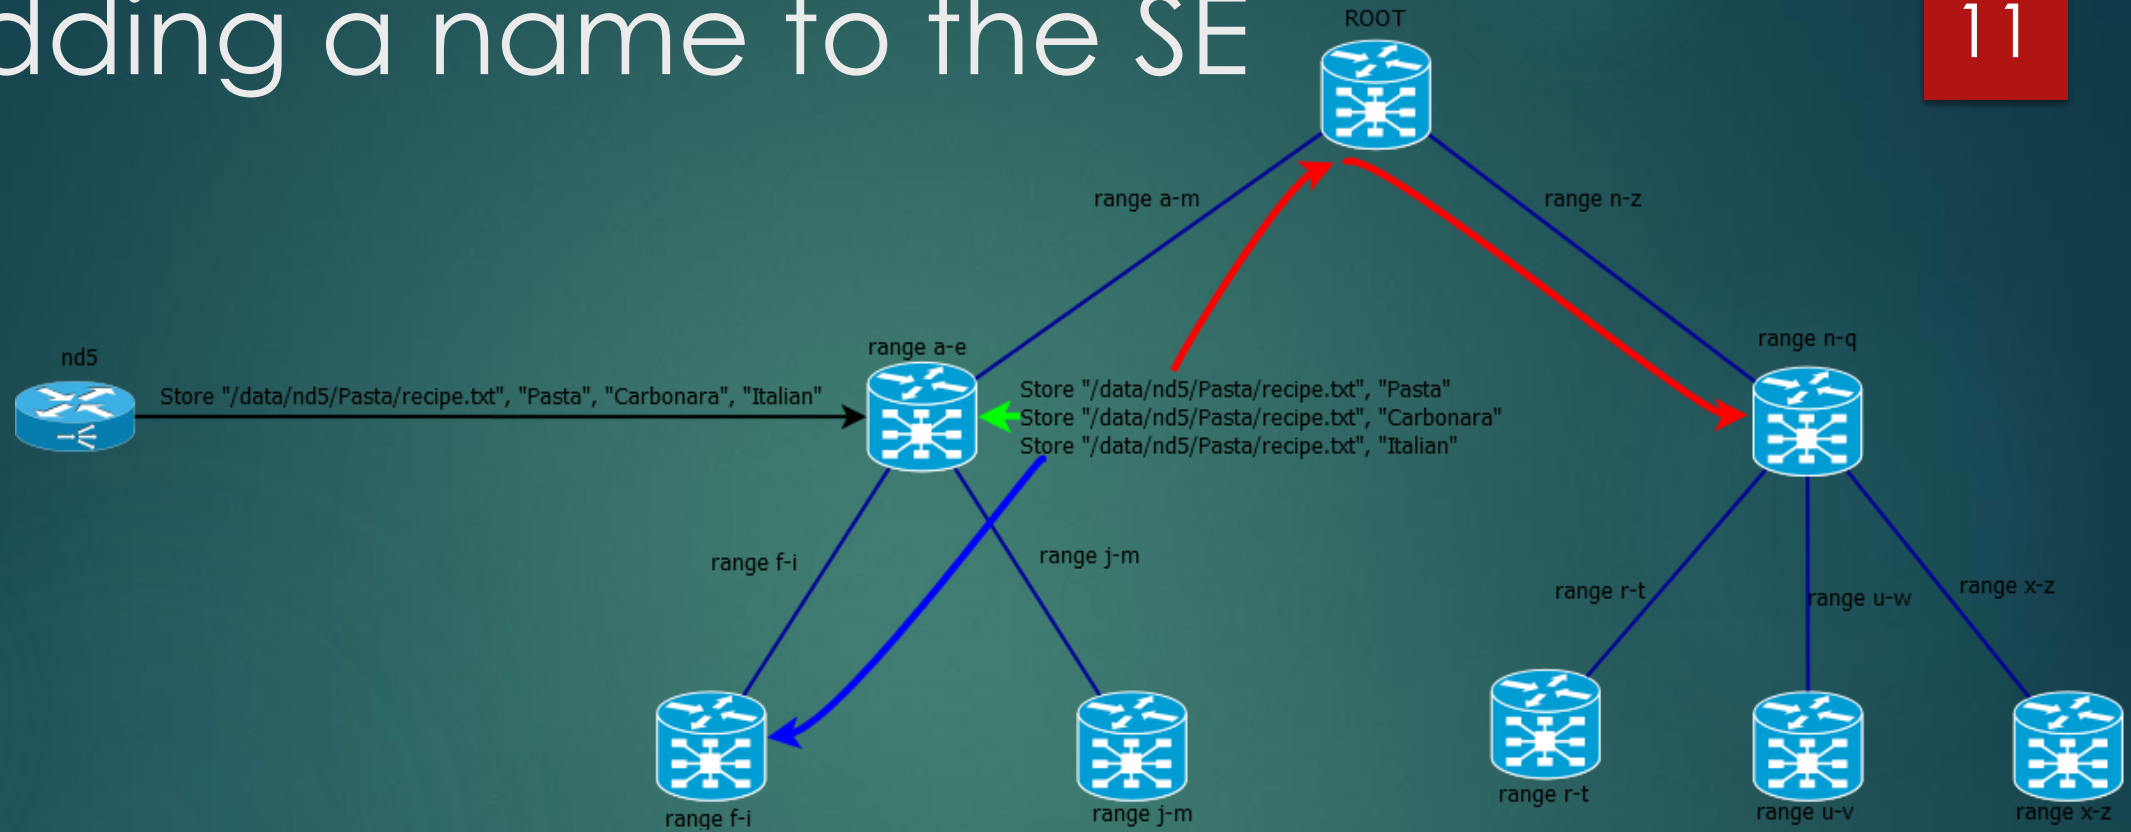 dding a name to the SE
11
ROOT
range a-m
range n-z
nd5
range a-e
range n-q
Store "/data/nd5/Pasta/recipe.txt", "Pasta", "Carbonara", "Italian"
Store "/data/nd5/Pasta/recipe.txt", "Pasta"
Store "/data/nd5/Pasta/recipe.txt", "Carbonara"
Store "/data/nd5/Pasta/recipe.txt", "Italian"
range f-i
range j-m
range r-t
range u-w
range x-z
range f-i
range j-m
range r-t
range u-v
range x-z